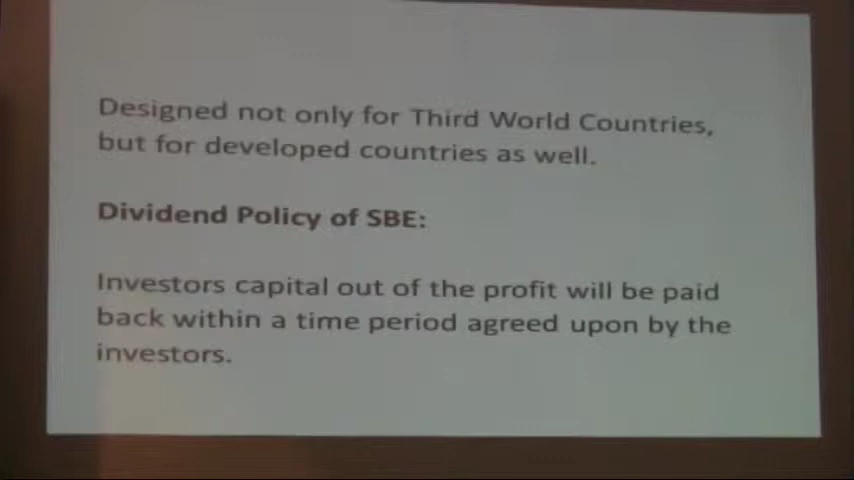 Designed not only for Third World Countries,
but for developed countries as well.
Dividend Policy of SBE:
Investors capital out of the profit will be paid
back within a time period agreed upon by the
investors.